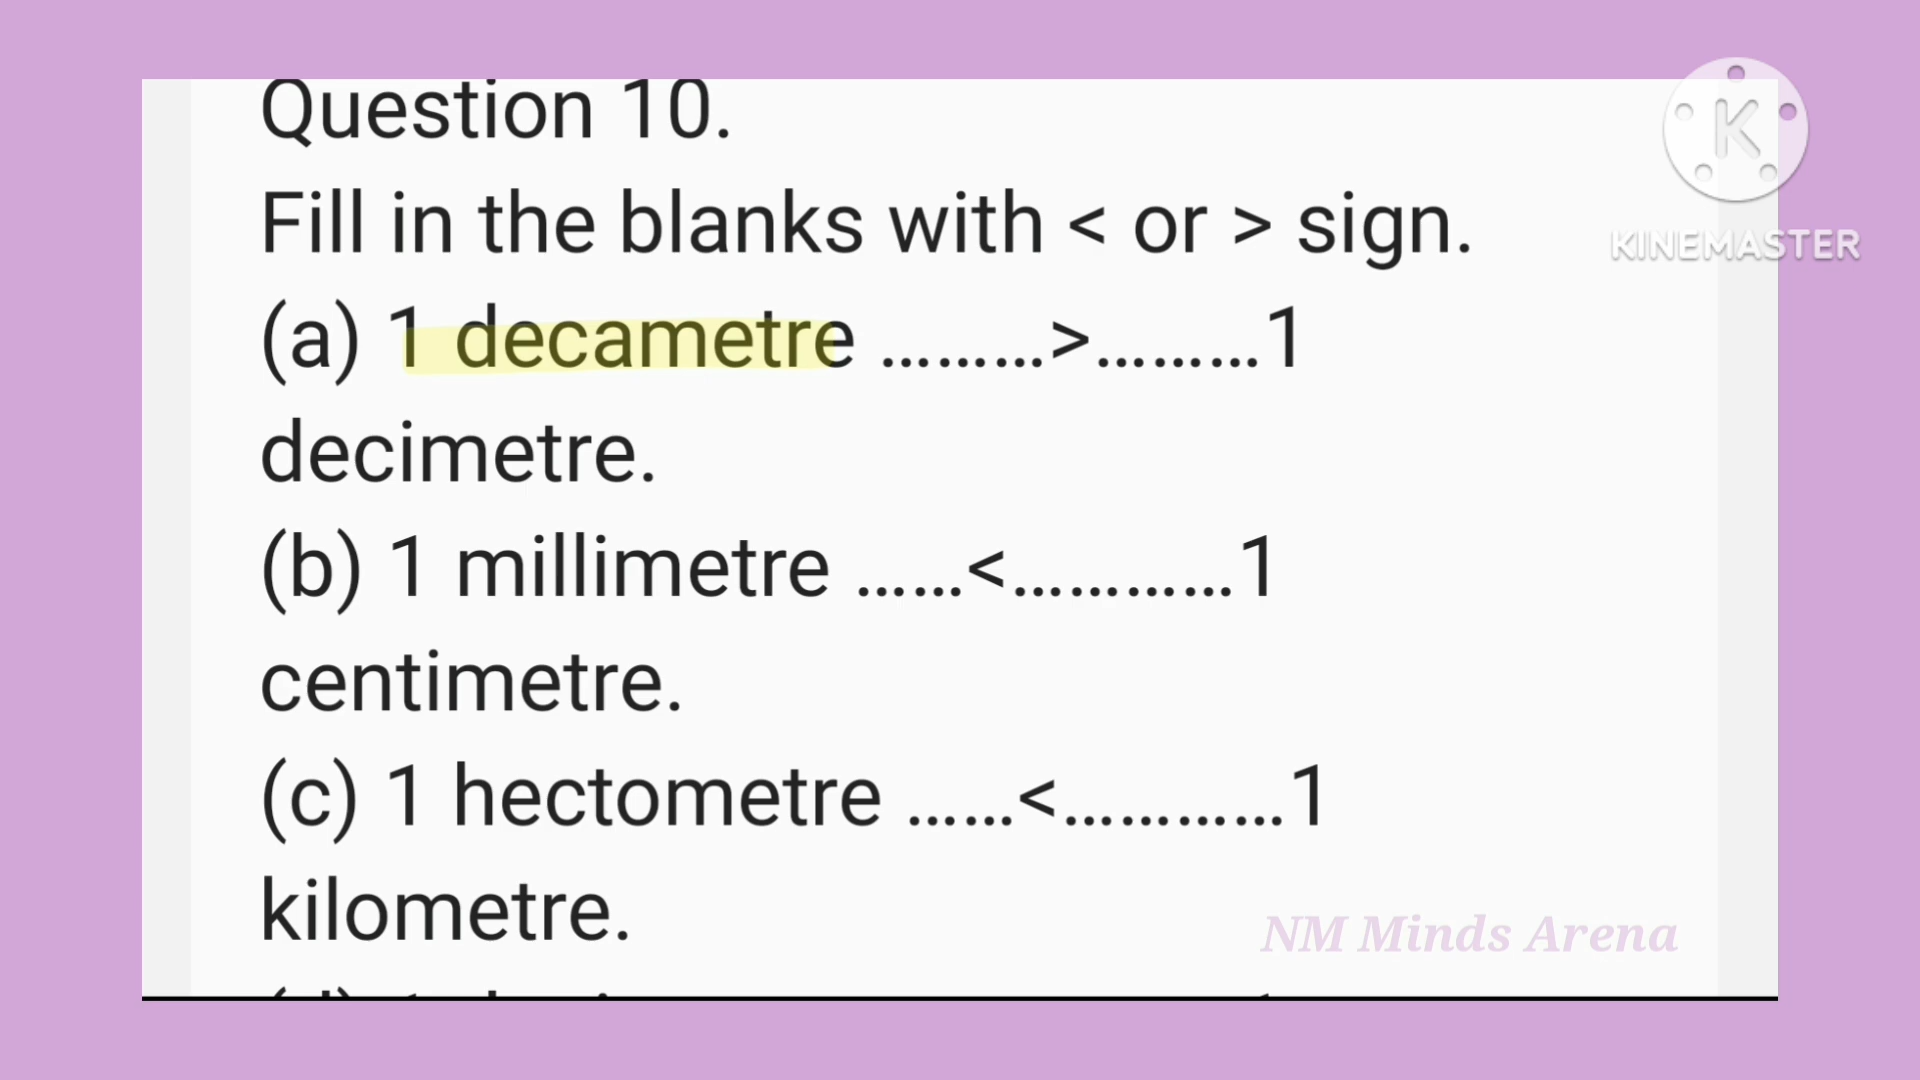 Question 10.
Fill in the blanks with < or > sign.
(a) 1 decametre .........>.........1
decimetre.
(b) 1 millimetre ......<............1
centimetre.
(c) 1 hectometre ......<............1
kilometre.
K
KINEMASTER
NM Minds Arena